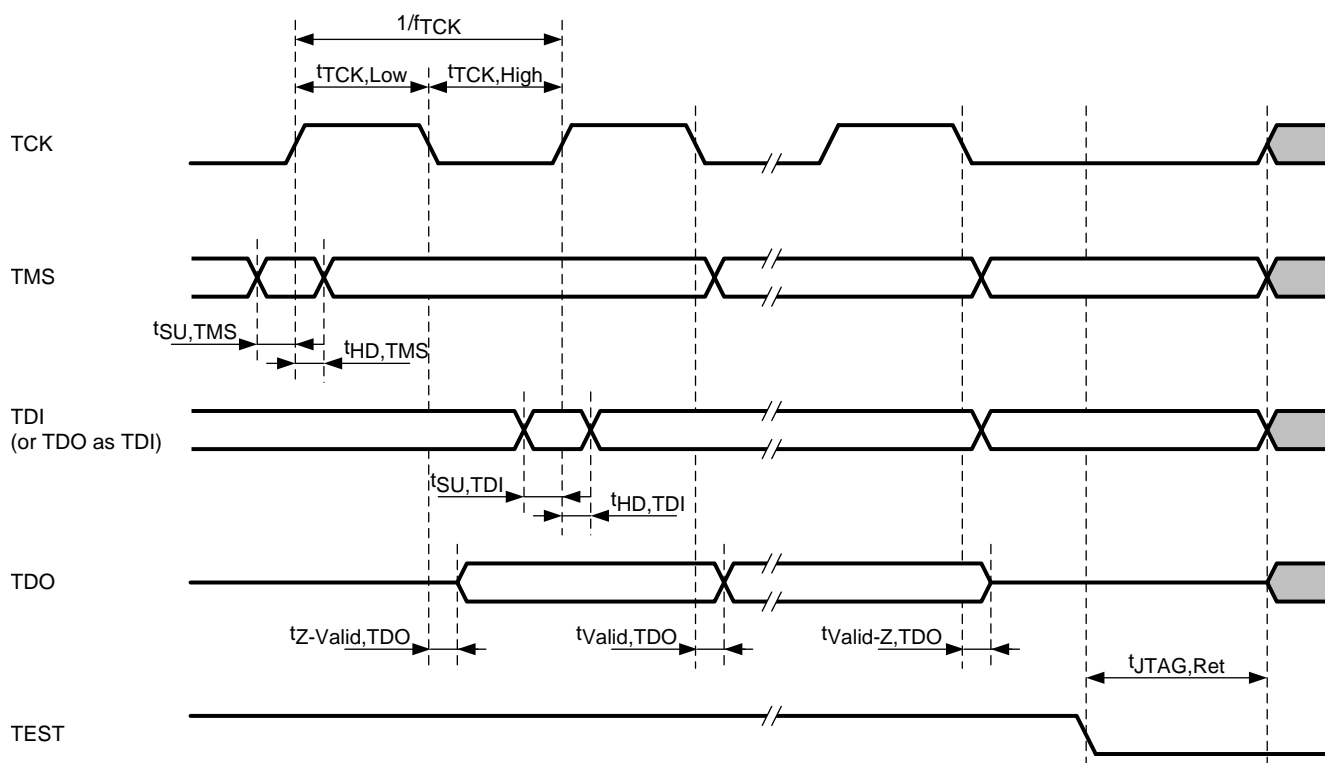 1/fTCK
tTCK,Low
tTCK,High
TCK
TMS
tSU,TMS
tHD,TMS
TDI
(or TDO as TDI)
tSU,TDI
tHD,TDI
TDO
tZ-Valid,TDO
tValid,TDO
tValid-Z,TDO
tJTAG,Ret
TEST